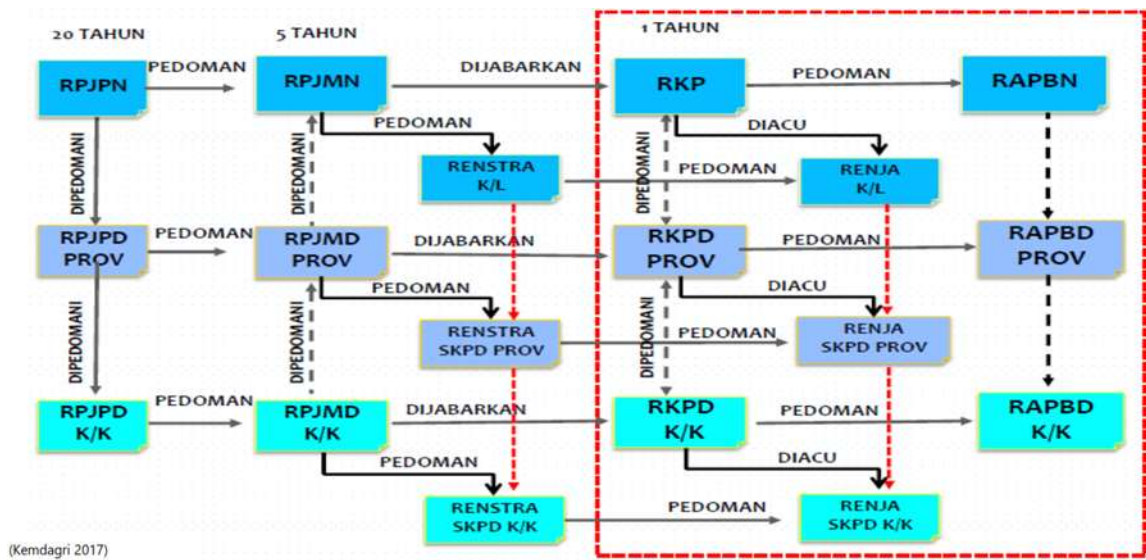 20 TAHUN
5 TAHUN
1 TAHUN
RPJPN
PEDOMAN
RPJMN
DIJABARKAN
RKP
PEDOMAN
RAPBN
DIPEDOMANI
DIPEDOMANI
PEDOMAN
RENSTRA
K/L
DIPEDOMANI
DIACU
PEDOMAN
RENJA
K/L
RPJPD
PROV
PEDOMAN
RPJMD
PROV
DIJABARKAN
RKPD
PROV
PEDOMAN
RAPBD
PROV
DIPEDOMANI
DIPEDOMANI
PEDOMAN
RENSTRA
SKPD PROV
DIPEDOMANI
DIACU
PEDOMAN
RENJA
SKPD PROV
RPJPD
K/K
PEDOMAN
RPJMD
K/K
DIJABARKAN
RKPD
K/K
PEDOMAN
RAPBD
K/K
PEDOMAN
RENSTRA
SKPD K/K
DIACU
PEDOMAN
RENJA
SKPD K/K
(Kemdagri 2017)